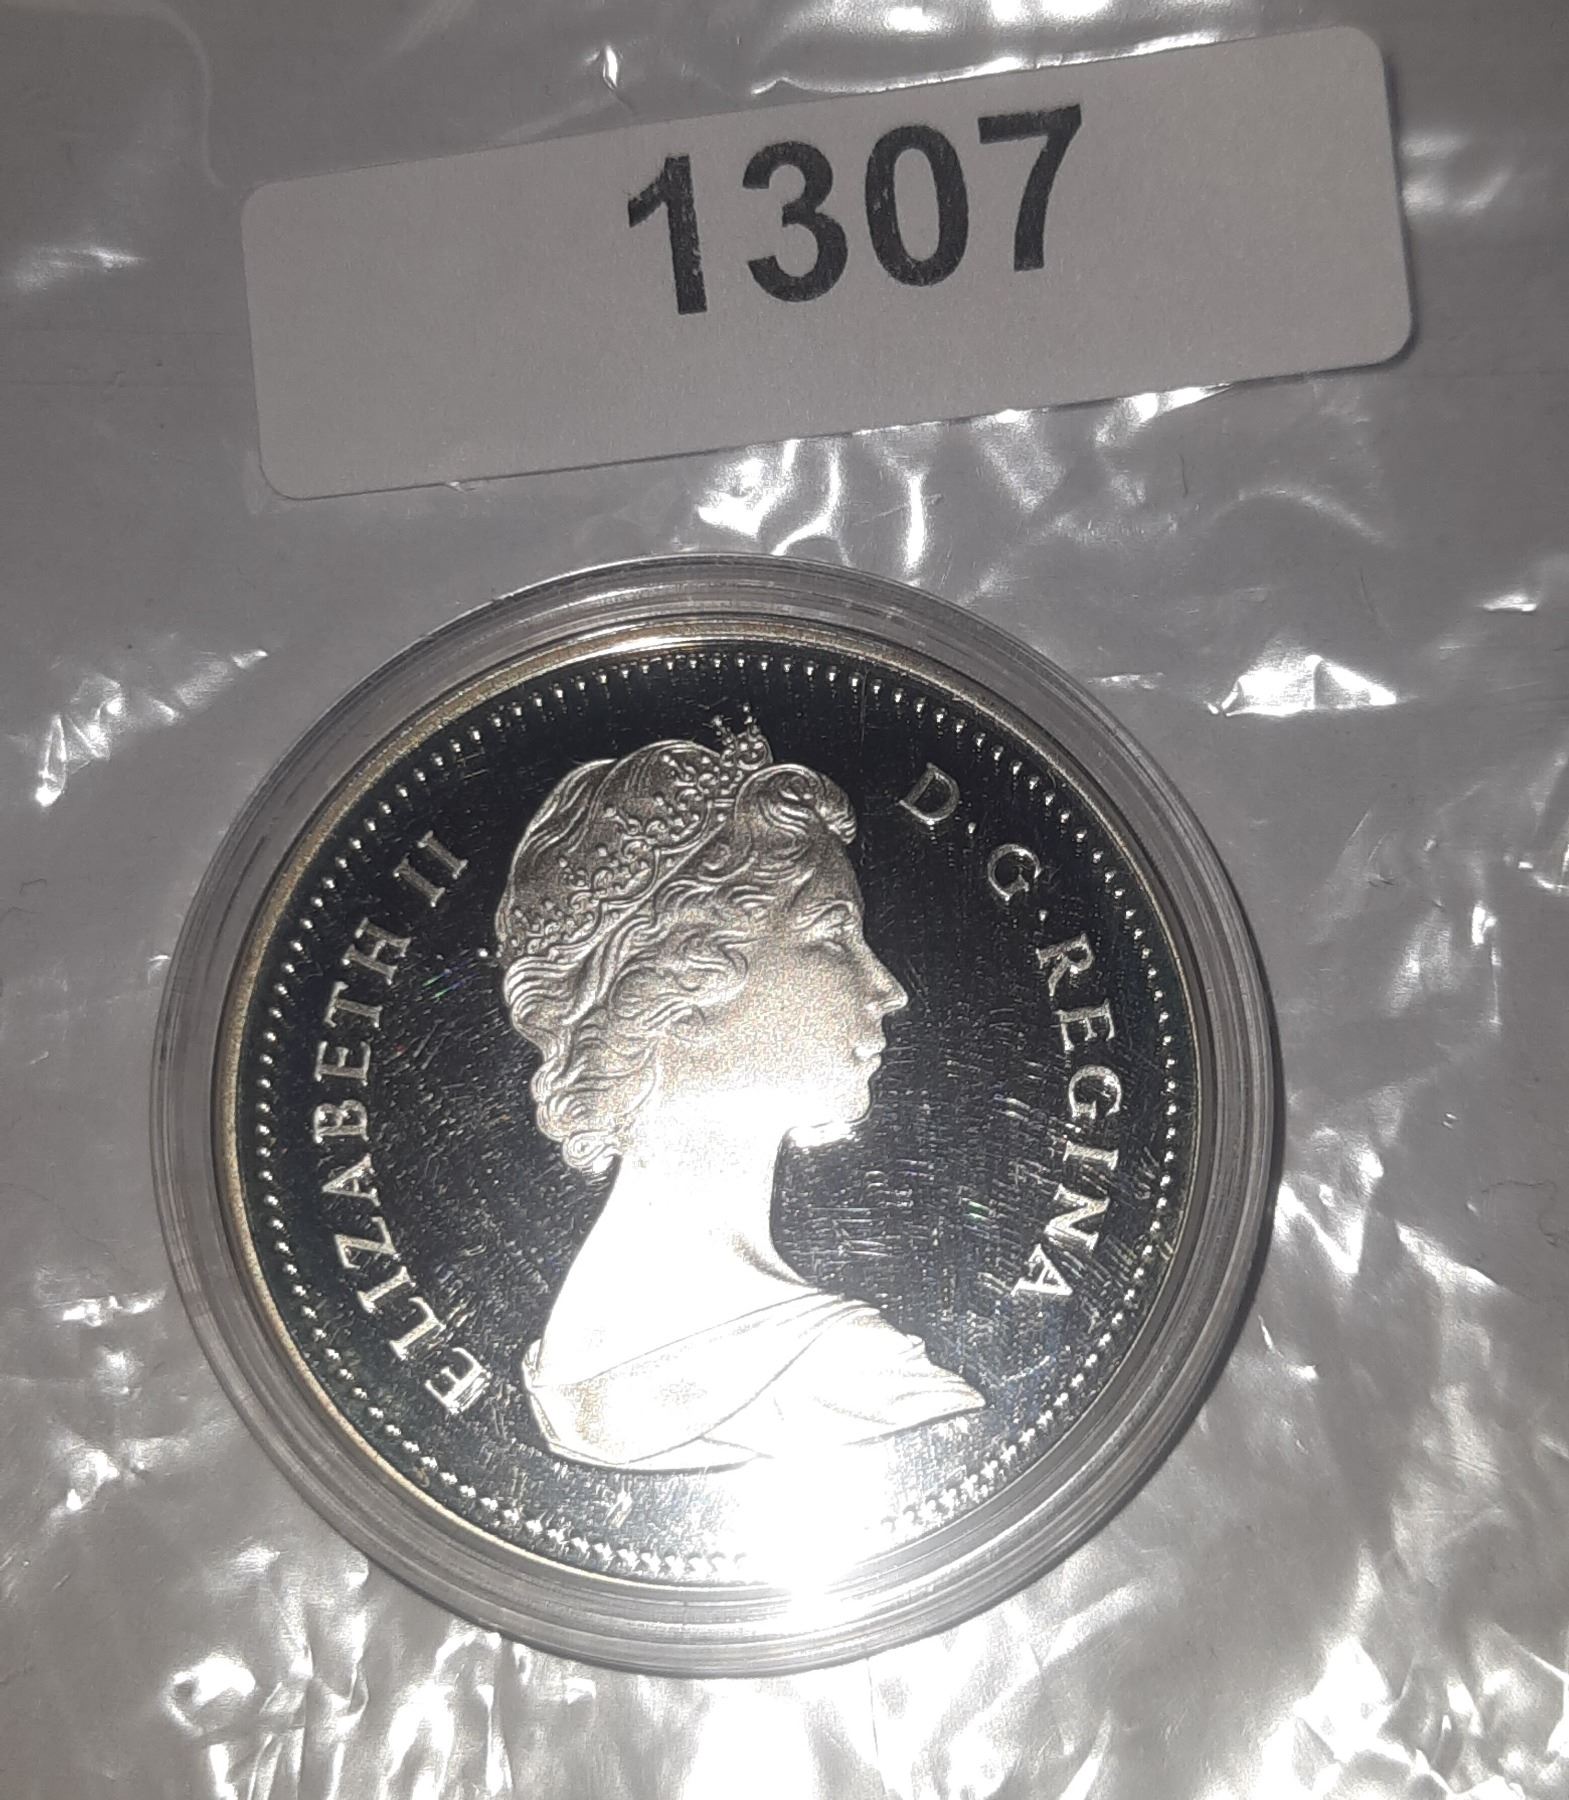 1307
ELIZABETH II
D·G·REGINA